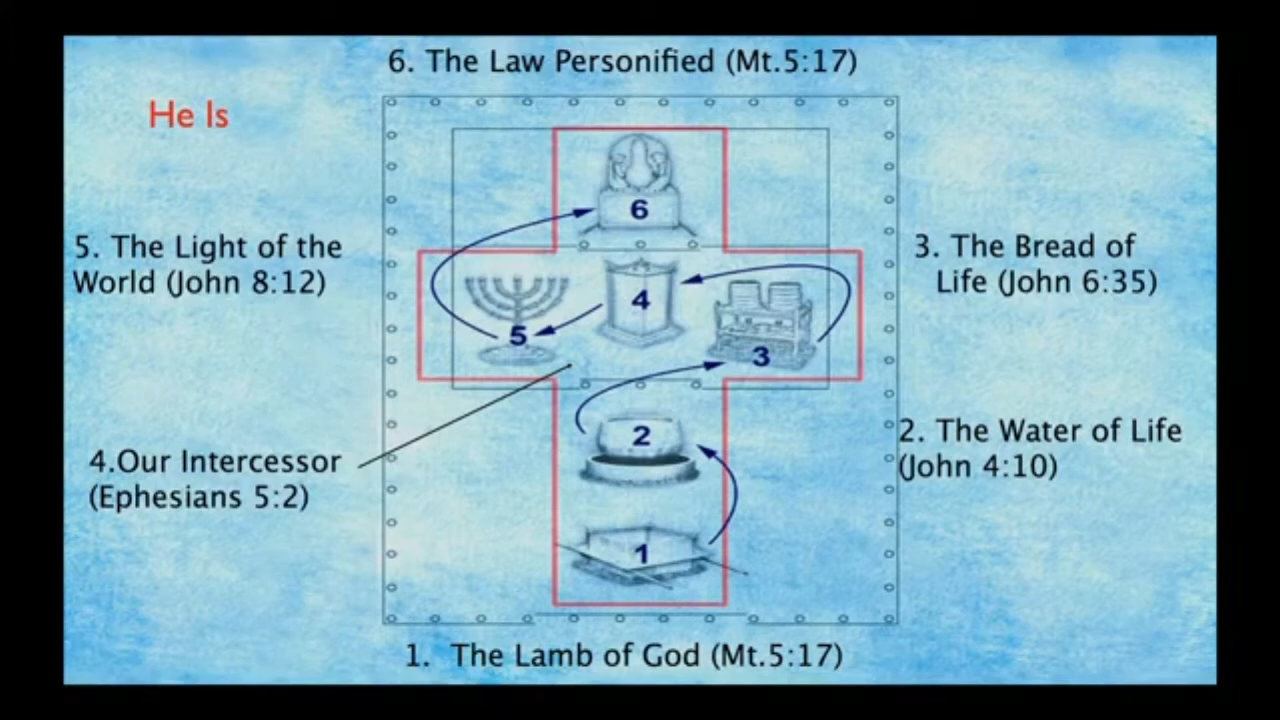 6. The Law Personified (Mt.5:17)
He Is
5. The Light of the
World (John 8:12)
3. The Bread of
Life (John 6:35)
6
4
5
3
2
1
4.Our Intercessor
(Ephesians 5:2)
2. The Water of Life
(John 4:10)
1. The Lamb of God (Mt.5:17)